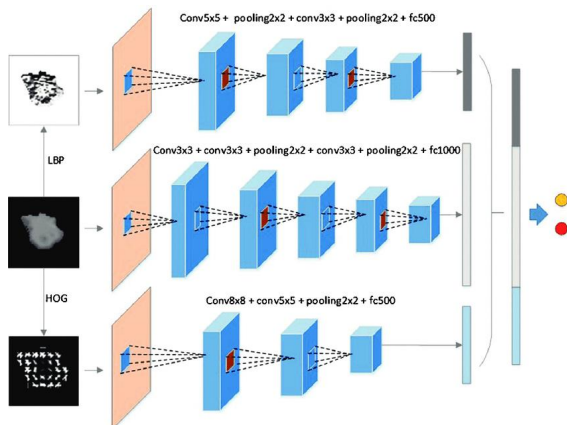 Conv5x5 + pooling2x2 + conv3x3 + pooling2x2 + fc500
LBP
Conv3x3 + conv3x3 + pooling2x2 + conv3x3 + pooling2x2 + fc1000
HOG
Conv8x8 + conv5x5 + pooling2x2 + fc500